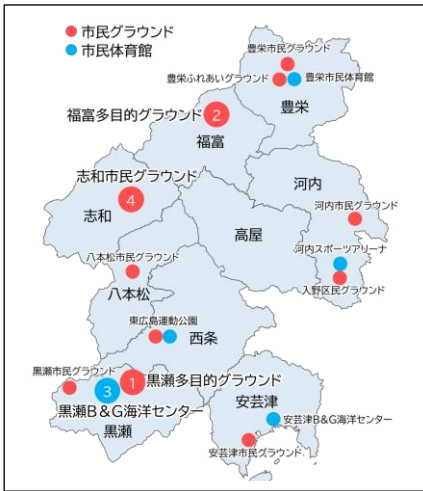 市民グラウンド
市民体育館
豊栄市民グラウンド
豊栄ふれあいグラウンド
豊栄市民体育館
豊栄
福富多目的グラウンド
2
福富
志和市民グラウンド
4
志和
河内
河内市民グラウンド
高屋
河内スポーツアリーナ
入野区民グラウンド
八本松市民グラウンド
八本松
東広島運動公園
西条
黒瀬市民グラウンド
3
1
黒瀬多目的グラウンド
黒瀬B&G海洋センター
黒瀬
安芸津
安芸津B&G海洋センター
安芸津市民グラウンド